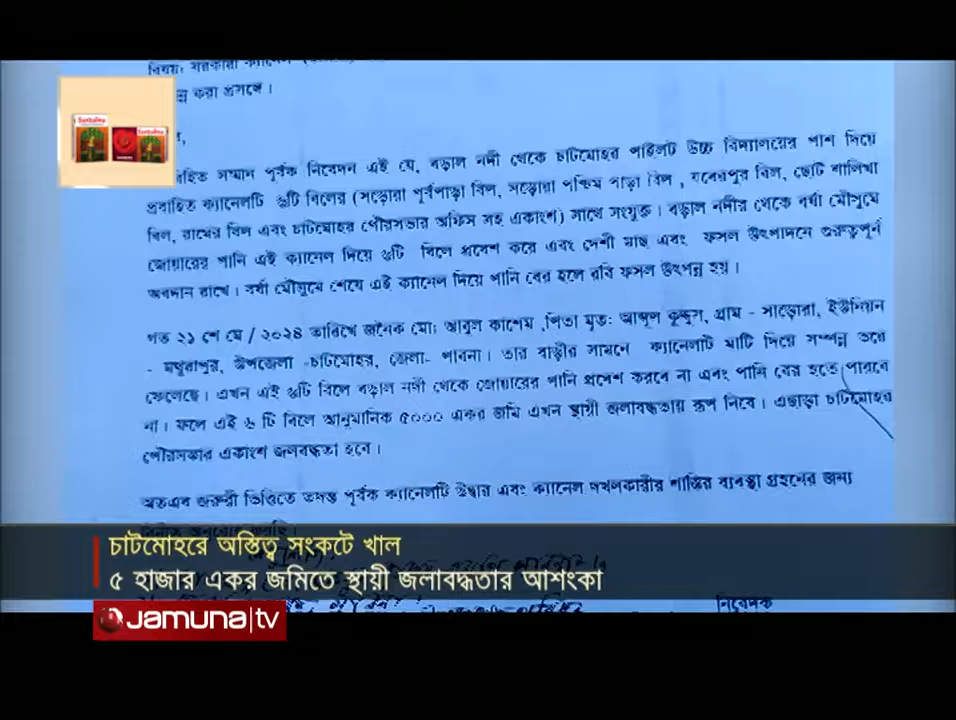 বিষয়: সরকারী ক্যানেল
ন্ন করা প্রসঙ্গে।
বিহিত সম্মান পূর্বক নিবেদন এই যে, বড়াল নদী থেকে চাটমোহর পাইলট উচ্চ বিদ্যালয়ের পাশ দিয়ে
প্রবাহিত ক্যানেলটি ৬টি বিলের (সাড়োরা পূর্বপাড়া বিল, সাড়োরা পশ্চিম পাড়া বিল, যবেরপুর বিল, ছোট শালিখা
বিল, রামের বিল এবং চাটমোহর পৌরসভার অফিস সহ একাংশ) সাথে সংযুক্ত। বড়াল নদীর থেকে বর্ষা মৌসুমে
জোয়ারের পানি এই ক্যানেল দিয়ে ৬টি বিলে প্রবেশ করে এবং দেশী মাছ এবং ফসল উৎপাদনে গুরুত্বপূর্ন
অবদান রাখে। বর্ষা মৌসুমে শেষে এই ক্যানেল দিয়ে পানি বের হলে রবি ফসল উৎপন্ন হয়।
গত ২১ শে মে / ২০২৪ তারিখে জনৈক মো: আবুল কাশেম, পিতা মৃত: আব্দুল কুদ্দুস, গ্রাম - সাড়োরা, ইউনিয়ান
- মথুরাপুর, উপজেলা -চাটমোহর, জেলা- পাবনা। তার বাড়ীর সামনে ক্যানেলটি মাটি দিয়ে সম্পন্ন ভরে
ফেলেছে। এখন এই ৬টি বিলে বড়াল নদী থেকে জোয়ারের পানি প্রবেশ করবে না এবং পানি বের হতে পারবে
না। ফলে এই ৬ টি বিলে আনুমানিক ৫০০০ একর জমি এখন স্থায়ী জলাবদ্ধতায় রূপ নিবে। এছাড়া চাটমোহর
পৌরসভার একাংশ জলবদ্ধতা হবে।
অতএব জরুরী ভিত্তিতে তদন্ত পূর্বক ক্যানেলটি উদ্ধার এবং ক্যানেল দখলকারীর শাস্তির ব্যবস্থা গ্রহণের জন্য
বিনীত অনুরোধ করছি।
চাটমোহরে অস্তিত্ব সংকটে খাল
৫ হাজার একর জমিতে স্থায়ী জলাবদ্ধতার আশংকা
নিবেদক
Jamuna|tv